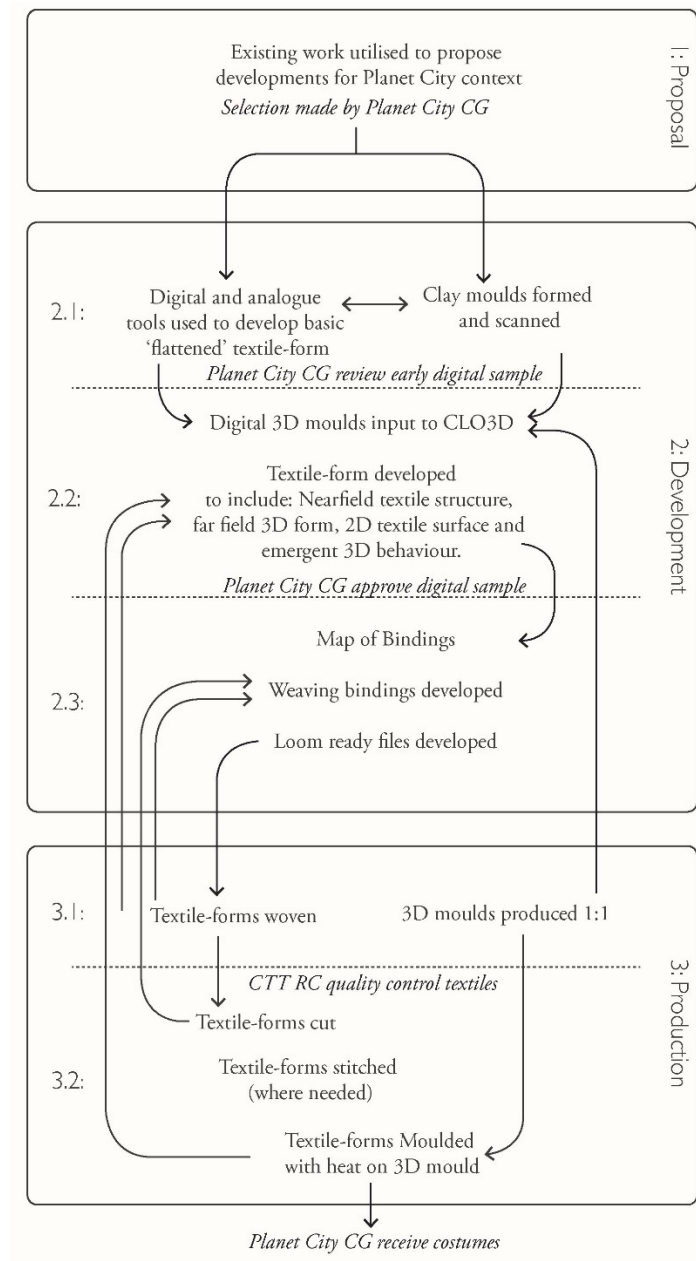 Existing work utilised to propose
developments for Planet City context
Selection made by Planet City CG
1: Proposal
2.1:
Digital and analogue
tools used to develop basic
‘flattened’ textile-form
Clay moulds formed
and scanned
Planet City CG review early digital sample
Digital 3D moulds input to CLO3D
2.2:
Textile-form developed
to include: Nearfield textile structure,
far field 3D form, 2D textile surface and
emergent 3D behaviour.
Planet City CG approve digital sample
2: Development
Map of Bindings
2.3:
Weaving bindings developed
Loom ready files developed
3.1:
Textile-forms woven
3D moulds produced 1:1
CTT RC quality control textiles
Textile-forms cut
3: Production
3.2:
Textile-forms stitched
(where needed)
Textile-forms Moulded
with heat on 3D mould
Planet City CG receive costumes